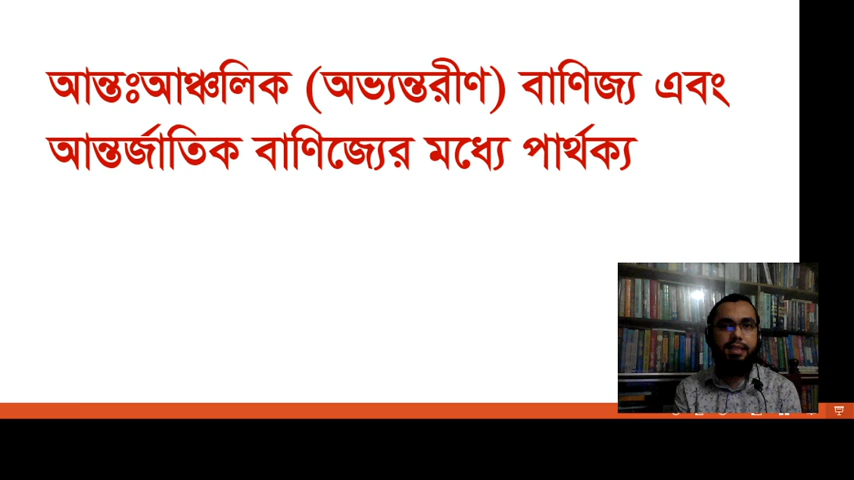 আন্তঃআঞ্চলিক (অভ্যন্তরীণ) বাণিজ্য এবং
আন্তর্জাতিক বাণিজ্যের মধ্যে পার্থক্য